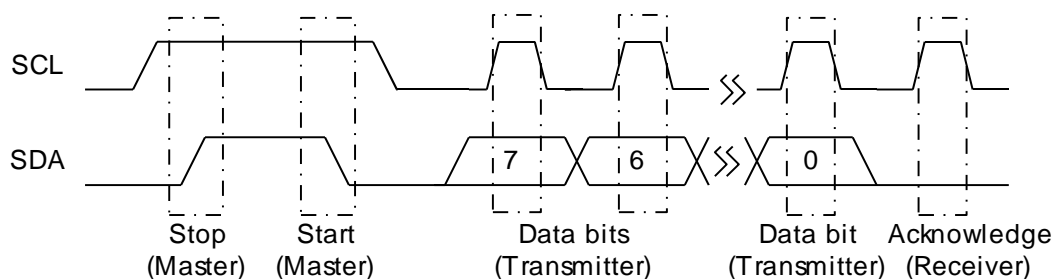 SCL
SDA
7
6
0
Stop
(Master)
Start
(Master)
Data bits
(Transmitter)
Data bit
(Transmitter)
Acknowledge
(Receiver)